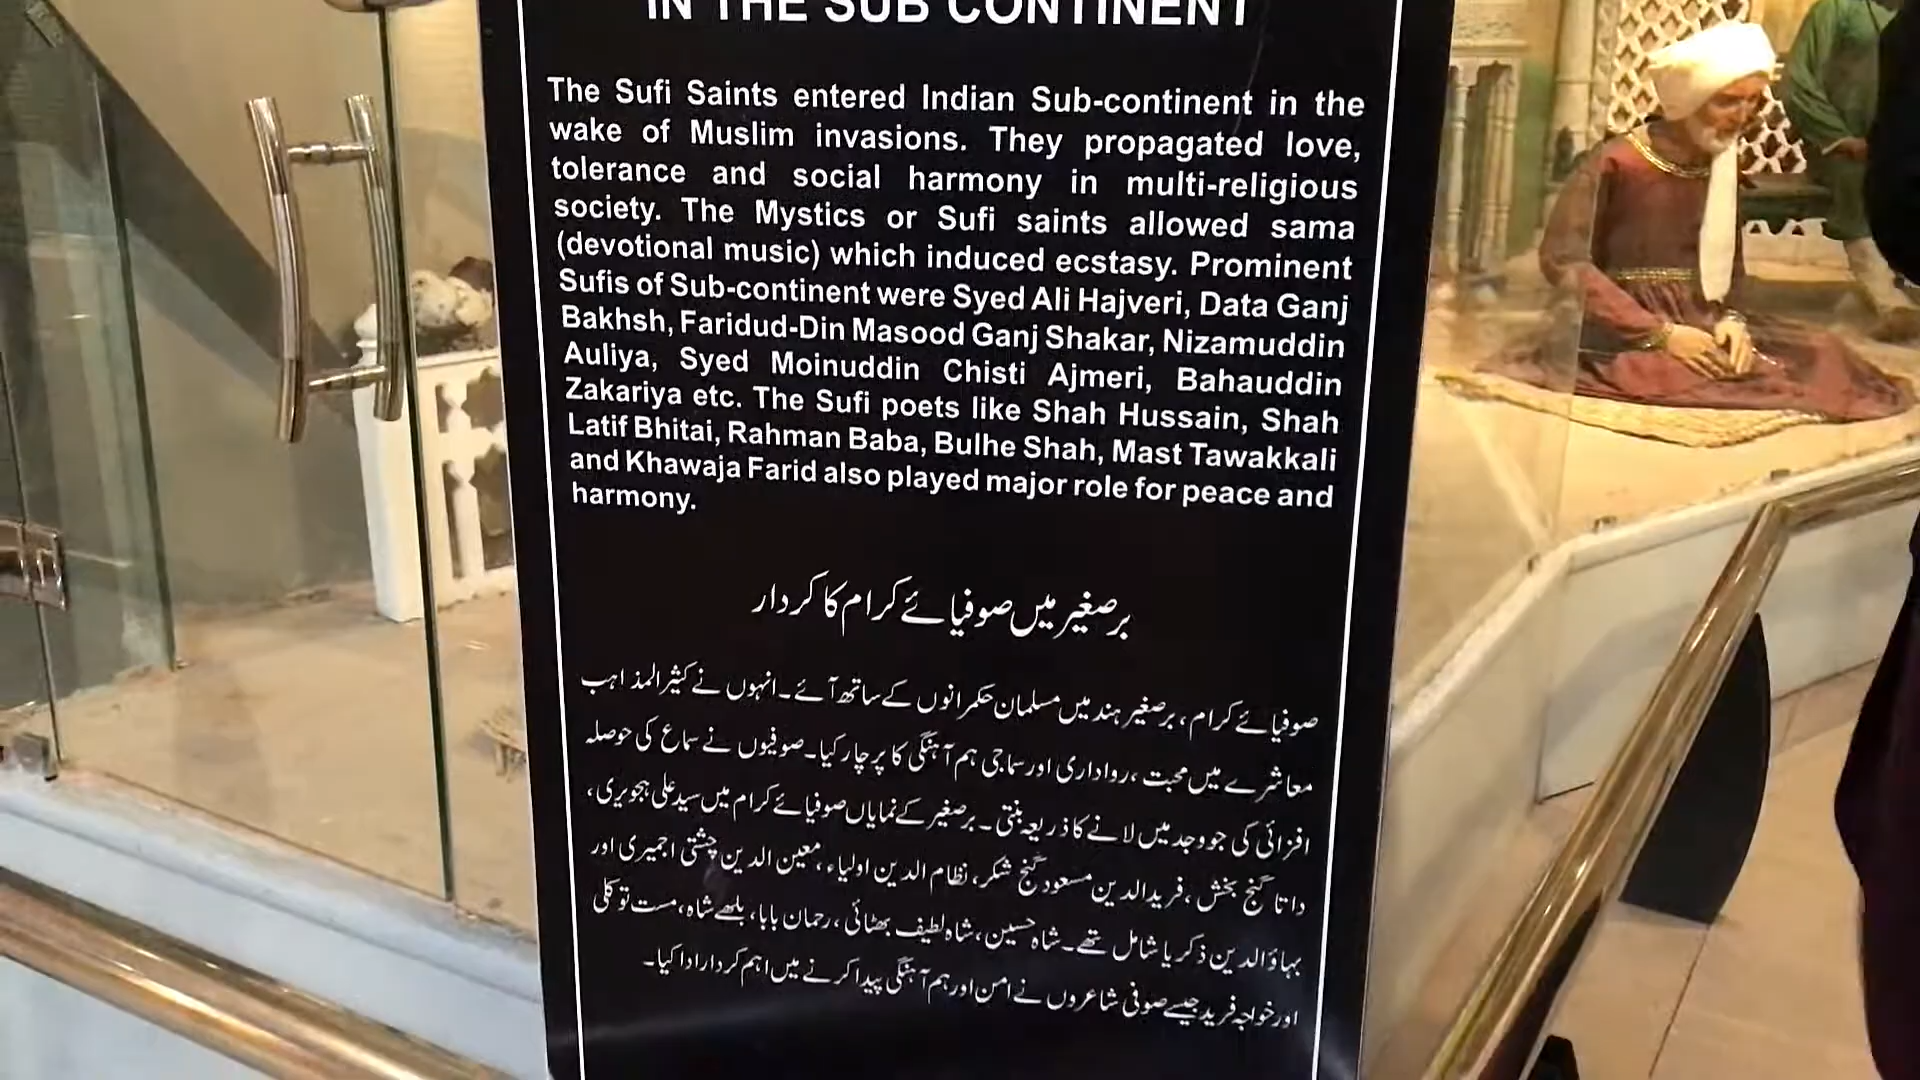 IN THE SUB CONTINENT
The Sufi Saints entered Indian Sub-continent in the
wake of Muslim invasions. They propagated love,
tolerance and social harmony in multi-religious
society. The Mystics or Sufi saints allowed sama
(devotional music) which induced ecstasy. Prominent
Sufis of Sub-continent were Syed Ali Hajveri, Data Ganj
Bakhsh, Faridud-Din Masood Ganj Shakar, Nizamuddin
Auliya, Syed Moinuddin Chisti Ajmeri, Bahauddin
Zakariya etc. The Sufi poets like Shah Hussain, Shah
Latif Bhitai, Rahman Baba, Bulhe Shah, Mast Tawakkali
and Khawaja Farid also played major role for peace and
harmony.
برصغیر میں صوفیائے کرام کا کردار
صوفیائے کرام، برصغیر ہند میں مسلمان حکمرانوں کے ساتھ آئے۔ انہوں نے کثیر المذاہب
معاشرے میں محبت، رواداری اور سماجی ہم آہنگی کا پرچار کیا۔ صوفیوں نے سماع کی حوصلہ
افزائی کی جو وجد میں لانے کا ذریعہ بنتی۔ برصغیر کے نمایاں صوفیائے کرام میں سید علی ہجویری،
داتا گنج بخش، فرید الدین مسعود گنج شکر، نظام الدین اولیاء، معین الدین چشتی اجمیری اور
بہاؤ الدین ذکریا شامل تھے۔ شاہ حسین، شاہ لطیف بھٹائی، رحمان بابا، بلھے شاہ، مست توکلی
اور خواجہ فرید جیسے صوفی شاعروں نے امن اور ہم آہنگی پیدا کرنے میں اہم کردار ادا کیا۔